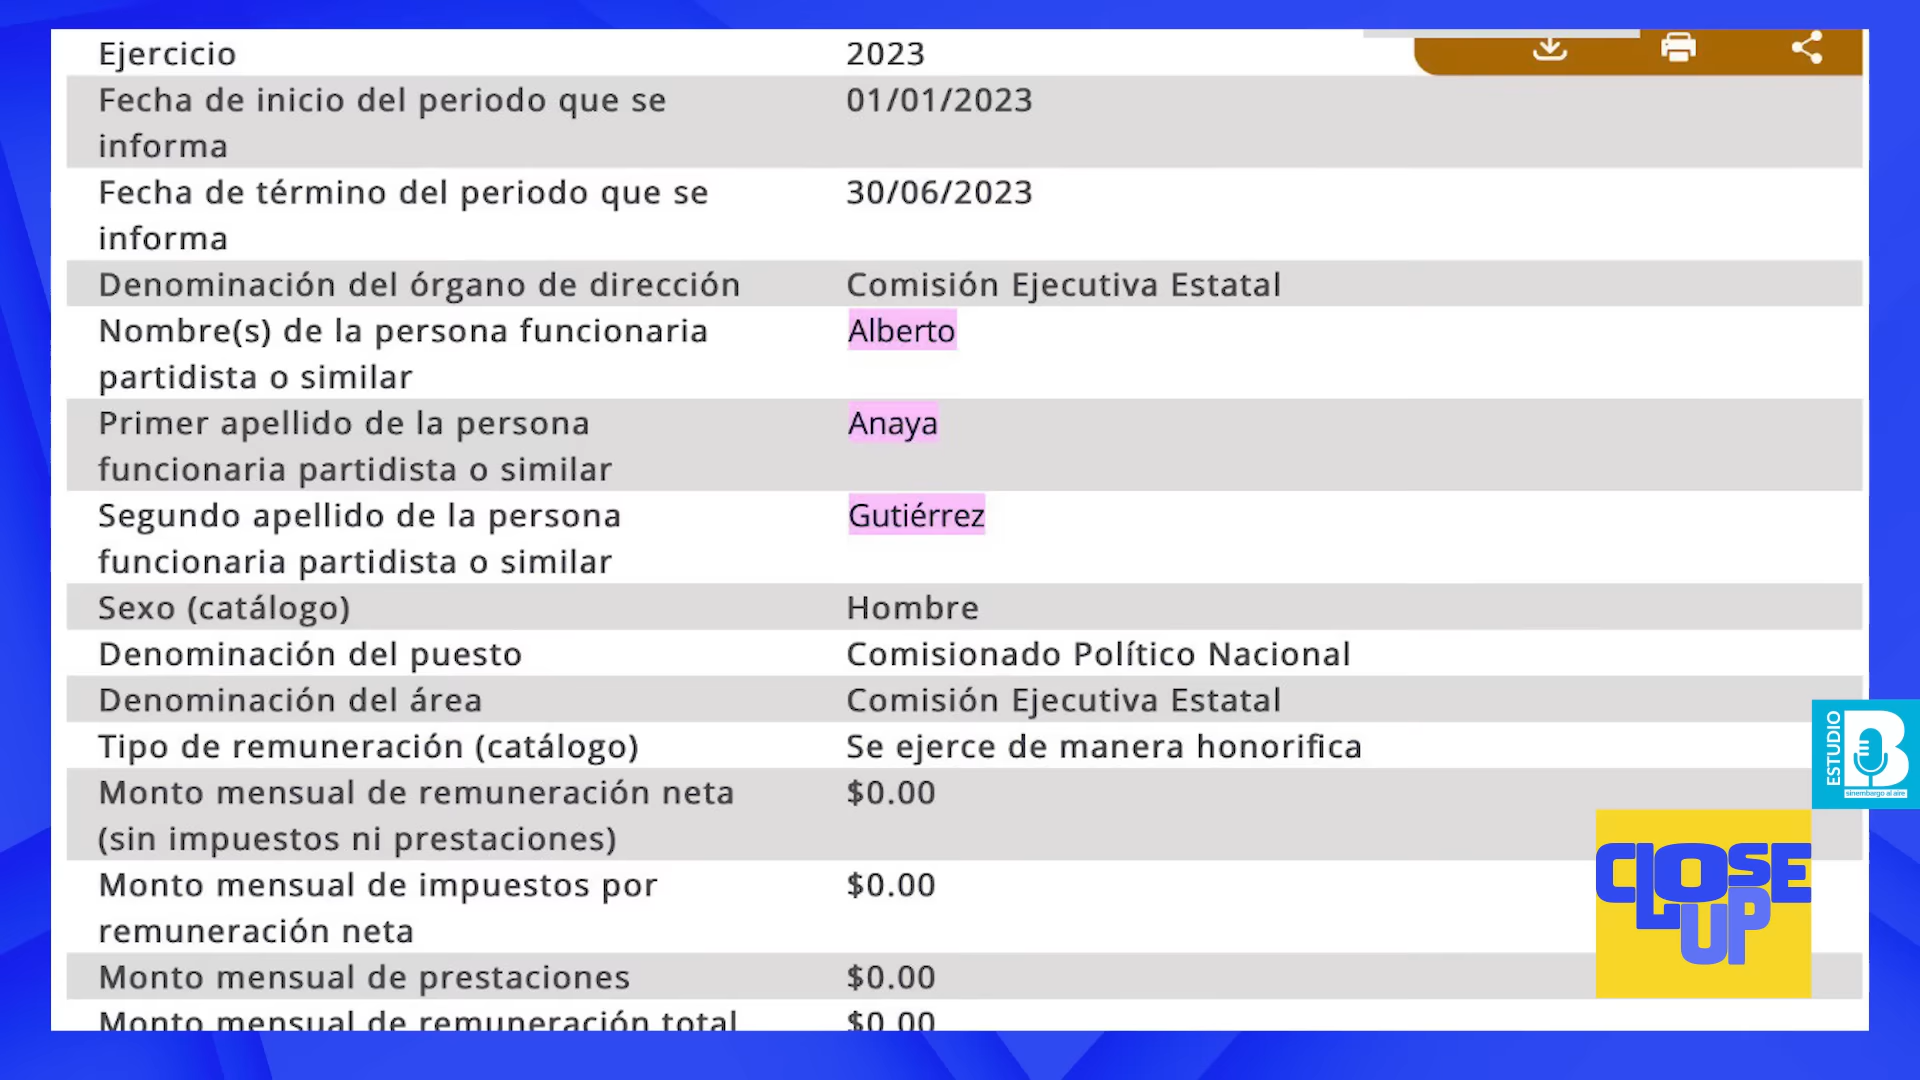 Ejercicio 2023
Fecha de inicio del periodo que se 01/01/2023
informa
Fecha de término del periodo que se 30/06/2023
informa
Denominación del órgano de dirección Comisión Ejecutiva Estatal
Nombre(s) de la persona funcionaria Alberto
partidista o similar
Primer apellido de la persona Anaya
funcionaria partidista o similar
Segundo apellido de la persona Gutiérrez
funcionaria partidista o similar
Sexo (catálogo) Hombre
Denominación del puesto Comisionado Político Nacional
Denominación del área Comisión Ejecutiva Estatal
Tipo de remuneración (catálogo) Se ejerce de manera honorifica
Monto mensual de remuneración neta $0.00
(sin impuestos ni prestaciones)
Monto mensual de impuestos por $0.00
remuneración neta
Monto mensual de prestaciones $0.00
Monto mensual de remuneración total $0.00
ESTUDIO
B
sinembargo al aire
CLOSE
UP